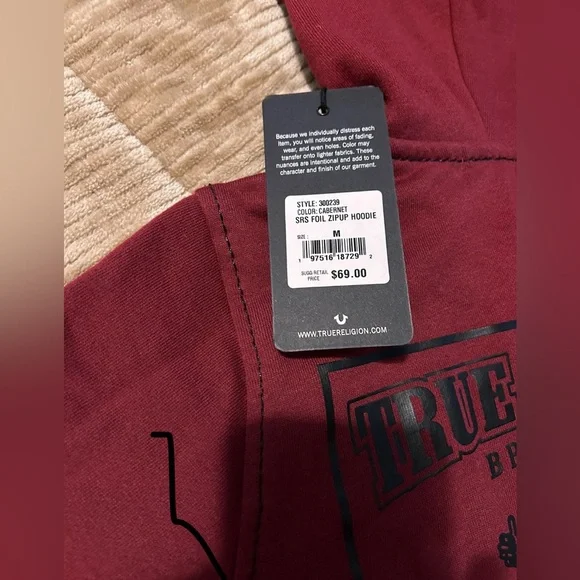 Because we individually distress each
item, you will notice areas of fading,
wear, and even holes. Color may
transfer onto lighter fabrics. These
nuances are intentional and add to the
character and finish of our garment.
STYLE: 300239
COLOR: CABERNET
SRS FOIL ZIPUP HOODIE
SIZE : M
1 97516 18729 2
SUGG RETAIL
PRICE $69.00
WWW.TRUERELIGION.COM
TRUE
BR